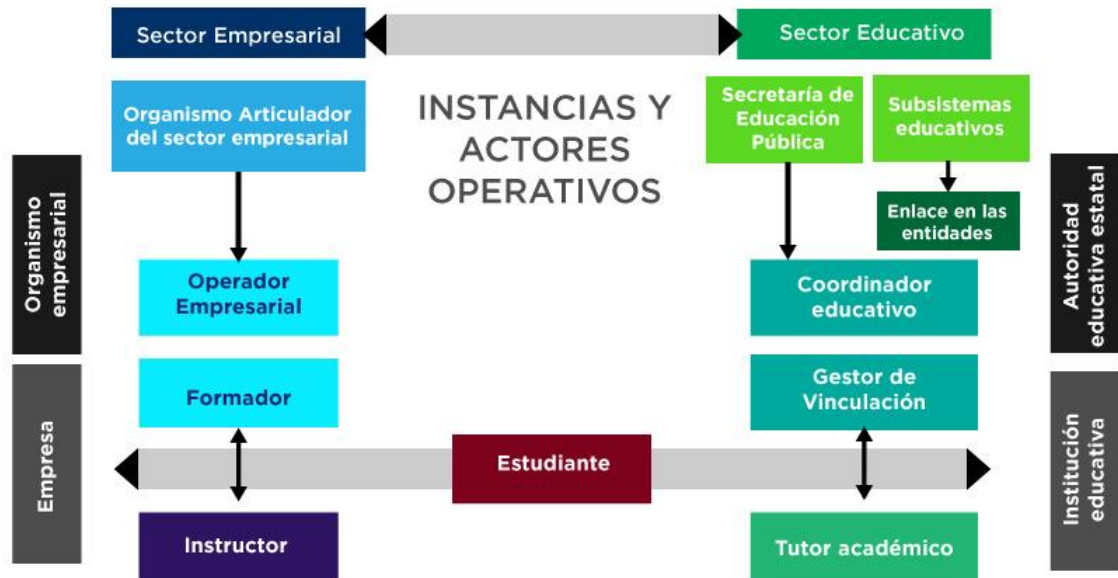 Sector Empresarial
Sector Educativo
Organismo Articulador
del sector empresarial
INSTANCIAS Y
ACTORES
OPERATIVOS
Secretaría de
Educación
Pública
Subsistemas
educativos
Enlace en las
entidades
Organismo
empresarial
Operador
Empresarial
Coordinador
educativo
Autoridad
educativa estatal
Empresa
Formador
Gestor de
Vinculación
Estudiante
Institución
educativa
Instructor
Tutor académico